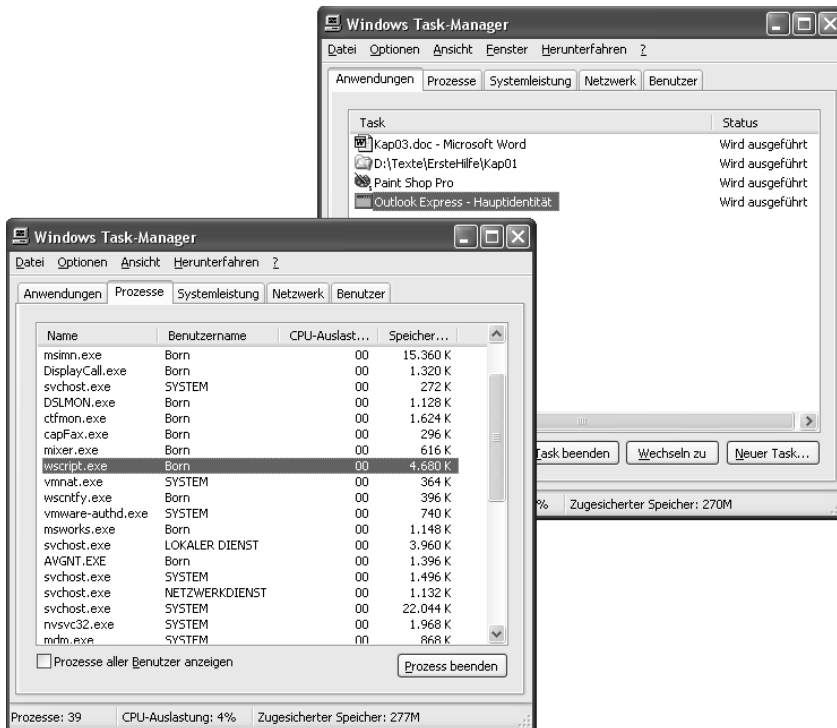 Windows Task-Manager
Datei Optionen Ansicht Fenster Herunterfahren ?
Anwendungen Prozesse Systemleistung Netzwerk Benutzer
Task Status
Kap03.doc - Microsoft Word Wird ausgeführt
D:\Texte\ErsteHilfe\Kap01 Wird ausgeführt
Paint Shop Pro Wird ausgeführt
Outlook Express - Hauptidentität Wird ausgeführt
Task beenden Wechseln zu Neuer Task...
% Zugesicherter Speicher: 270M
Windows Task-Manager
Datei Optionen Ansicht Herunterfahren ?
Anwendungen Prozesse Systemleistung Netzwerk Benutzer
Name Benutzername CPU-Auslast... Speicher...
msimn.exe Born 00 15.360 K
DisplayCall.exe Born 00 1.320 K
svchost.exe SYSTEM 00 272 K
DSLMON.exe Born 00 1.128 K
ctfmon.exe Born 00 1.624 K
capFax.exe Born 00 296 K
mixer.exe Born 00 616 K
wscript.exe Born 00 4.680 K
vmnat.exe SYSTEM 00 364 K
wscntfy.exe Born 00 396 K
vmware-authd.exe SYSTEM 00 740 K
msworks.exe Born 00 1.148 K
svchost.exe LOKALER DIENST 00 3.960 K
AVGNT.EXE Born 00 1.396 K
svchost.exe SYSTEM 00 1.496 K
svchost.exe NETZWERKDIENST 00 1.132 K
svchost.exe SYSTEM 00 22.044 K
nvsvc32.exe SYSTEM 00 1.968 K
mdm.exe SYSTEM 00 868 K
Prozesse aller Benutzer anzeigen
Prozess beenden
Prozesse: 39 CPU-Auslastung: 4% Zugesicherter Speicher: 277M